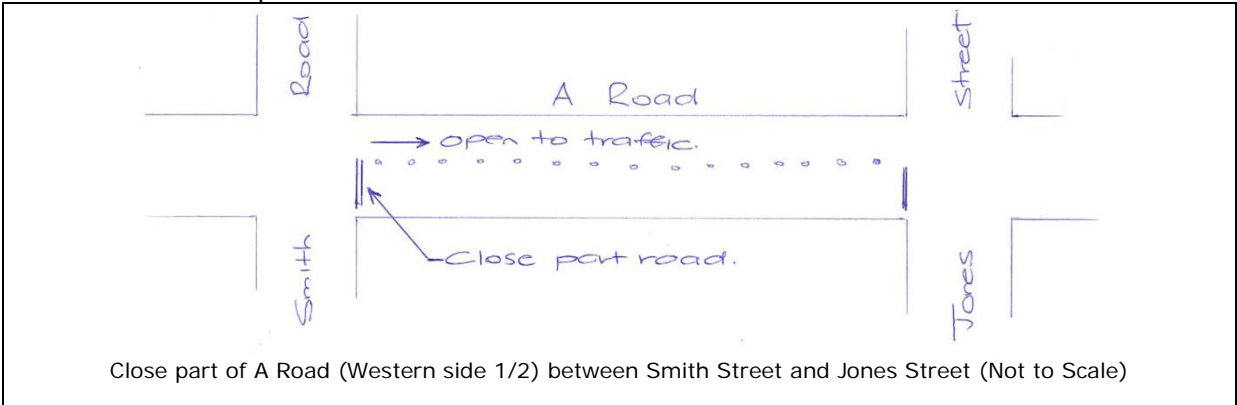 Road
Street
A Road
open to traffic.
Close part road.
Smith
Jones
Close part of A Road (Western side 1/2) between Smith Street and Jones Street (Not to Scale)